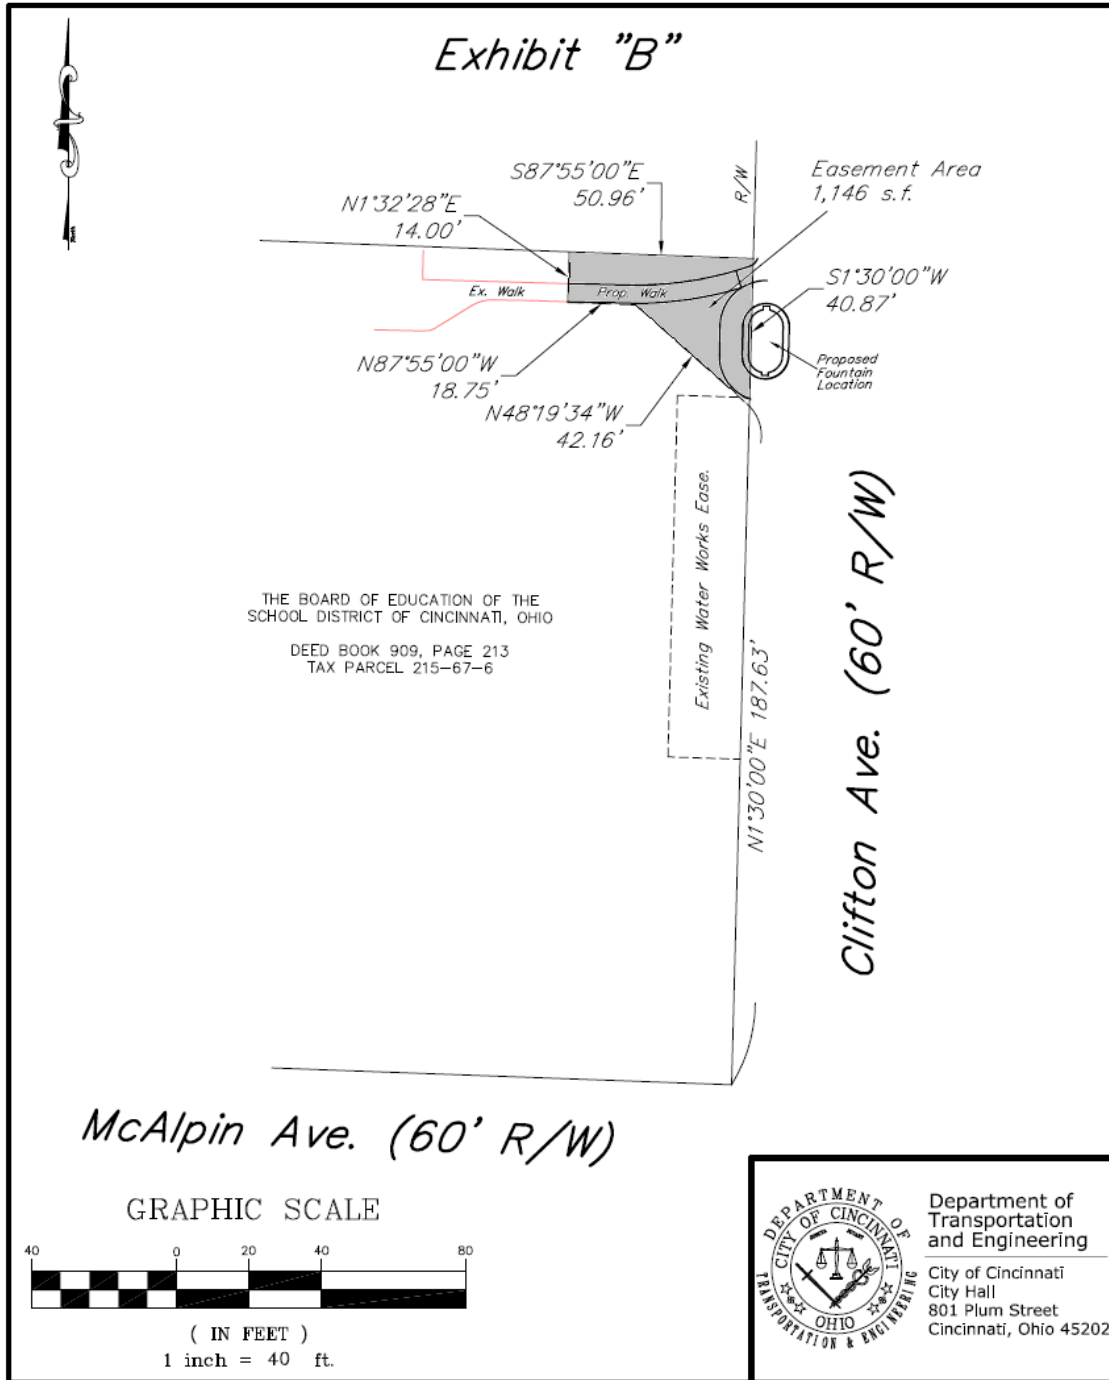 Exhibit "B"
S87°55'00"E
50.96'
N1°32'28"E
14.00'
R/W
Easement Area
1,146 s.f.
S1°30'00"W
40.87'
Ex. Walk
Prop. Walk
Proposed
Fountain
Location
N87°55'00"W
18.75'
N48°19'34"W
42.16'
Existing Water Works Ease.
THE BOARD OF EDUCATION OF THE
SCHOOL DISTRICT OF CINCINNATI, OHIO
DEED BOOK 909, PAGE 213
TAX PARCEL 215-67-6
N1°30'00"E 187.63'
Clifton Ave. (60' R/W)
McAlpin Ave. (60' R/W)
GRAPHIC SCALE
40 0 20 40 80
( IN FEET )
1 inch = 40 ft.
DEPARTMENT OF
TRANSPORTATION & ENGINEERING
CITY OF CINCINNATI
OHIO
Department of
Transportation
and Engineering
City of Cincinnati
City Hall
801 Plum Street
Cincinnati, Ohio 45202